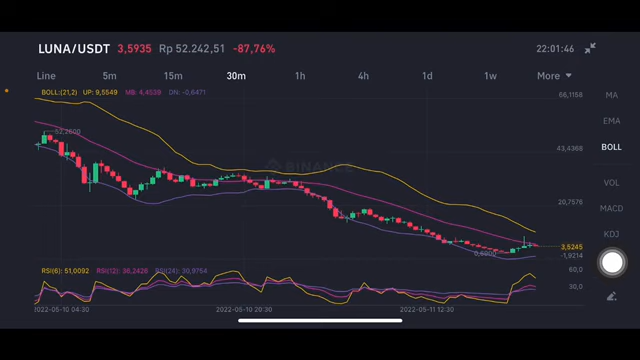 LUNA/USDT 3,5935 Rp 52.242,51 -87,76% 22:01:46
Line 5m 15m 30m 1h 4h 1d 1w More
BOLL:(21,2) UP: 9,5549 MB: 4,4539 DN: -0,6471
66,1158
MA
52,2600
EMA
43,4368
BOLL
BINANCE
VOL
20,7576
MACD
KDJ
3,5245
-1,9214
RSI(6): 51,0092 RSI(12): 36,2426 RSI(24): 30,9754
60,0
30,0
2022-05-10 04:30 2022-05-10 20:30 2022-05-11 12:30